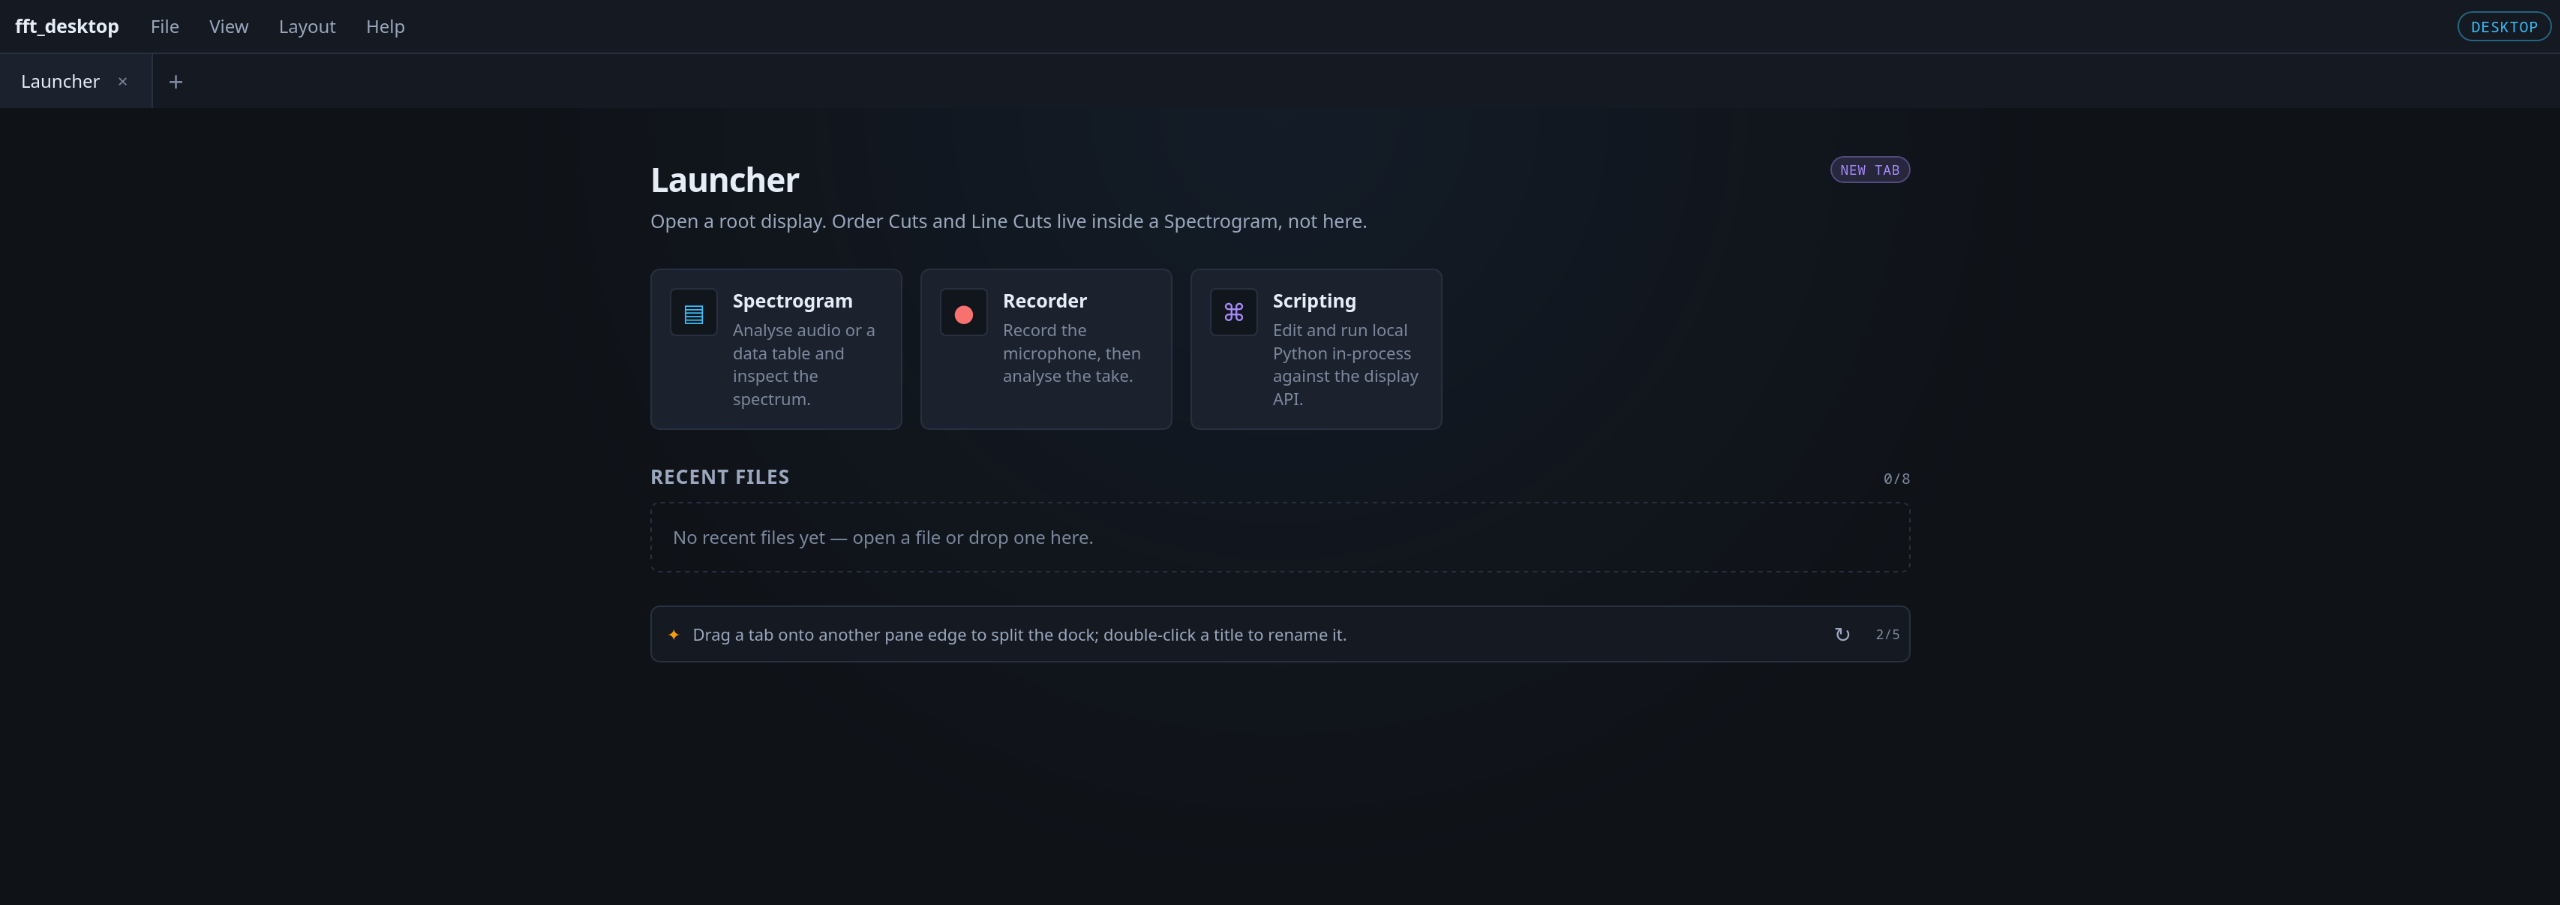 fft_desktop File View Layout Help DESKTOP
Launcher × +
Launcher NEW TAB
Open a root display. Order Cuts and Line Cuts live inside a Spectrogram, not here.
Spectrogram
Analyse audio or a
data table and
inspect the
spectrum.
Recorder
Record the
microphone, then
analyse the take.
⌘ Scripting
Edit and run local
Python in-process
against the display
API.
RECENT FILES 0/8
No recent files yet — open a file or drop one here.
✦ Drag a tab onto another pane edge to split the dock; double-click a title to rename it. ↻ 2/5